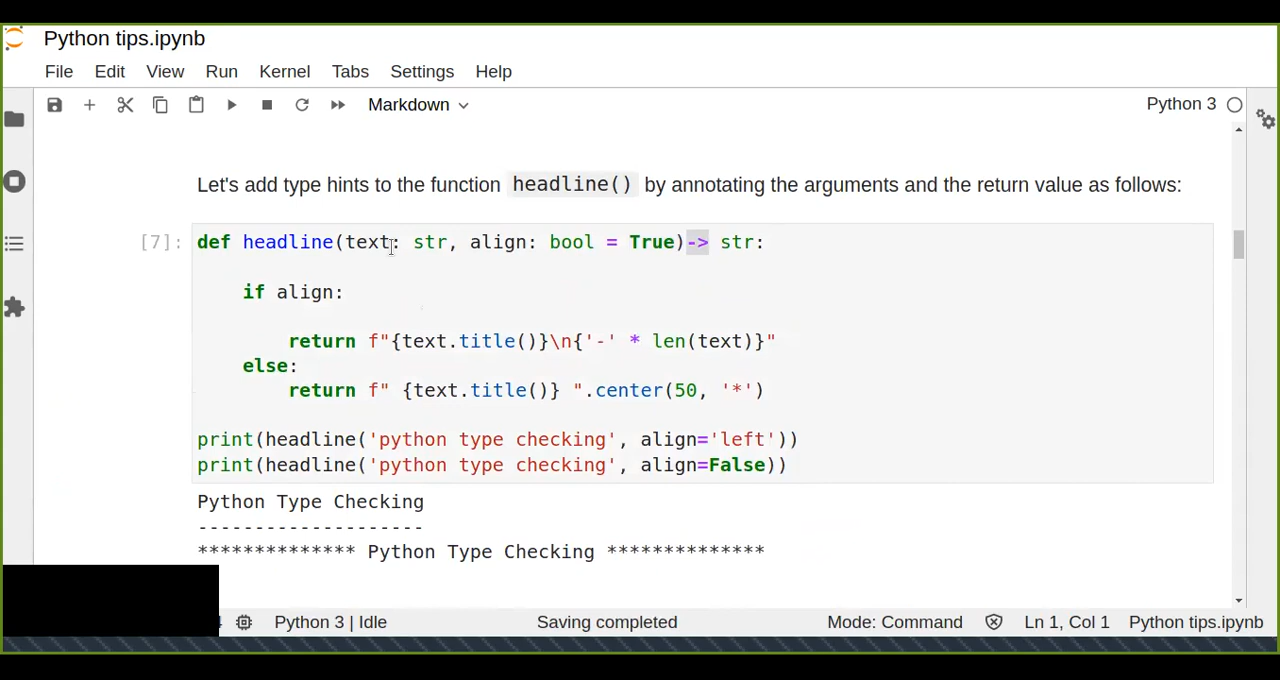 Python tips.ipynb
File Edit View Run Kernel Tabs Settings Help
Markdown Python 3
Let's add type hints to the function headline() by annotating the arguments and the return value as follows:
[7]: def headline(text: str, align: bool = True)-> str:
if align:
return f"{text.title()}\n{'-' * len(text)}"
else:
return f" {text.title()} ".center(50, '*')
print(headline('python type checking', align='left'))
print(headline('python type checking', align=False))
Python Type Checking
--------------------
************** Python Type Checking **************
Python 3 | Idle Saving completed Mode: Command Ln 1, Col 1 Python tips.ipynb